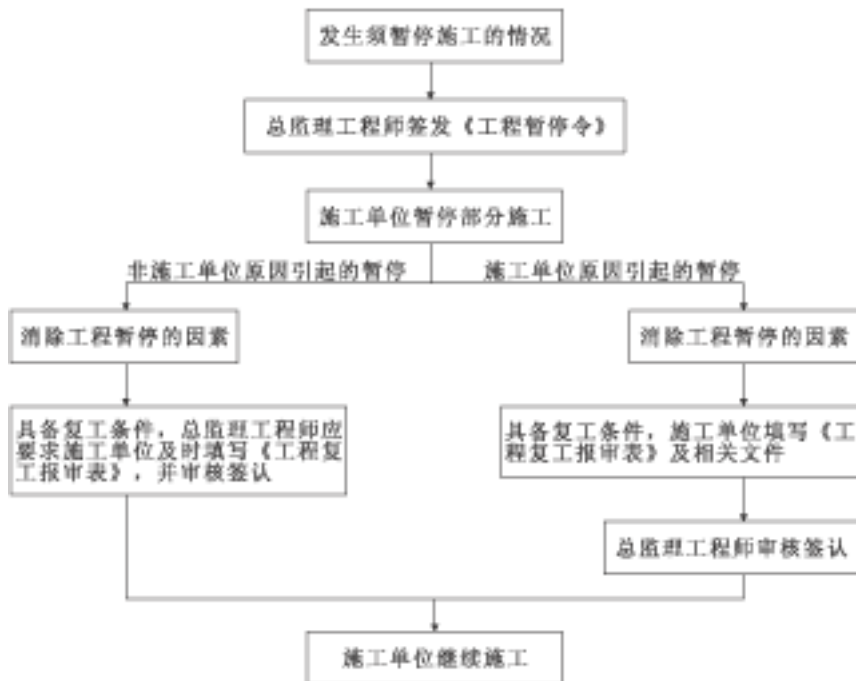 发生须暂停施工的情况
总监理工程师签发《工程暂停令》
施工单位暂停部分施工
非施工单位原因引起的暂停
施工单位原因引起的暂停
消除工程暂停的因素
消除工程暂停的因素
具备复工条件，总监理工程师应
要求施工单位及时填写《工程复
工报审表》，并审核签认
具备复工条件，施工单位填写《工
程复工报审表》及相关文件
总监理工程师审核签认
施工单位继续施工